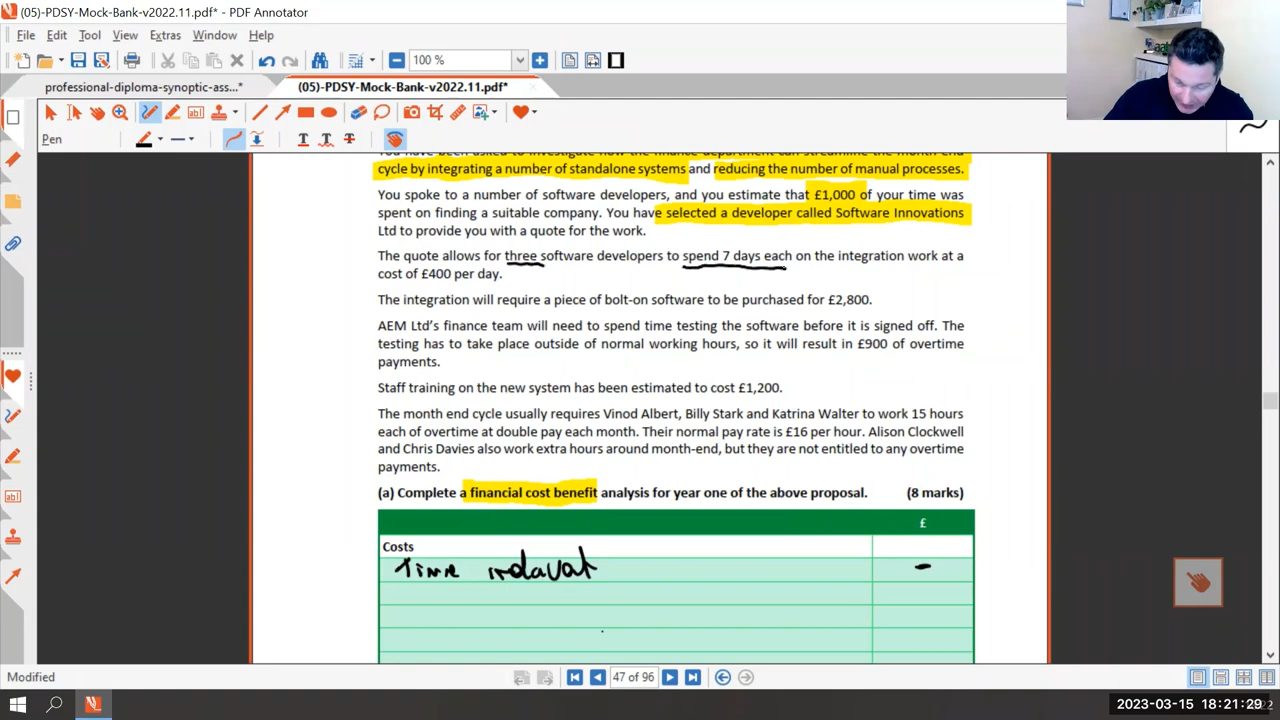 (05)-PDSY-Mock-Bank-v2022.11.pdf* - PDF Annotator
File Edit Tool View Extras Window Help
100 %
professional-diploma-synoptic-ass...* (05)-PDSY-Mock-Bank-v2022.11.pdf*
Pen
cycle by integrating a number of standalone systems and reducing the number of manual processes.
You spoke to a number of software developers, and you estimate that £1,000 of your time was
spent on finding a suitable company. You have selected a developer called Software Innovations
Ltd to provide you with a quote for the work.
The quote allows for three software developers to spend 7 days each on the integration work at a
cost of £400 per day.
The integration will require a piece of bolt-on software to be purchased for £2,800.
AEM Ltd's finance team will need to spend time testing the software before it is signed off. The
testing has to take place outside of normal working hours, so it will result in £900 of overtime
payments.
Staff training on the new system has been estimated to cost £1,200.
The month end cycle usually requires Vinod Albert, Billy Stark and Katrina Walter to work 15 hours
each of overtime at double pay each month. Their normal pay rate is £16 per hour. Alison Clockwell
and Chris Davies also work extra hours around month-end, but they are not entitled to any overtime
payments.
(a) Complete a financial cost benefit analysis for year one of the above proposal. (8 marks)
£
Costs
Time -
Modified
47 of 96
2023-03-15 18:21:29